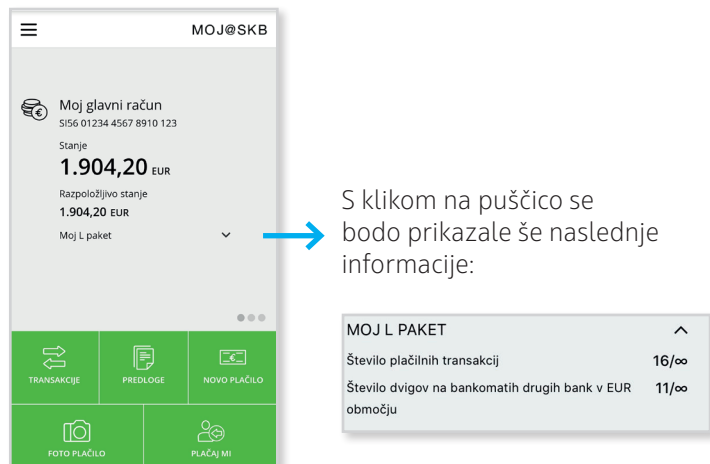 MOJ@SKB
Moj glavni račun
SI56 01234 4567 8910 123
Stanje
1.904,20 EUR
Razpoložljivo stanje
1.904,20 EUR
Moj L paket
TRANSAKCIJE
PREDLOGE
NOVO PLAČILO
FOTO PLAČILO
PLAČAJ MI
S klikom na puščico se
bodo prikazale še naslednje
informacije:
MOJ L PAKET
Število plačilnih transakcij 16/∞
Število dvigov na bankomatih drugih bank v EUR 11/∞
območju